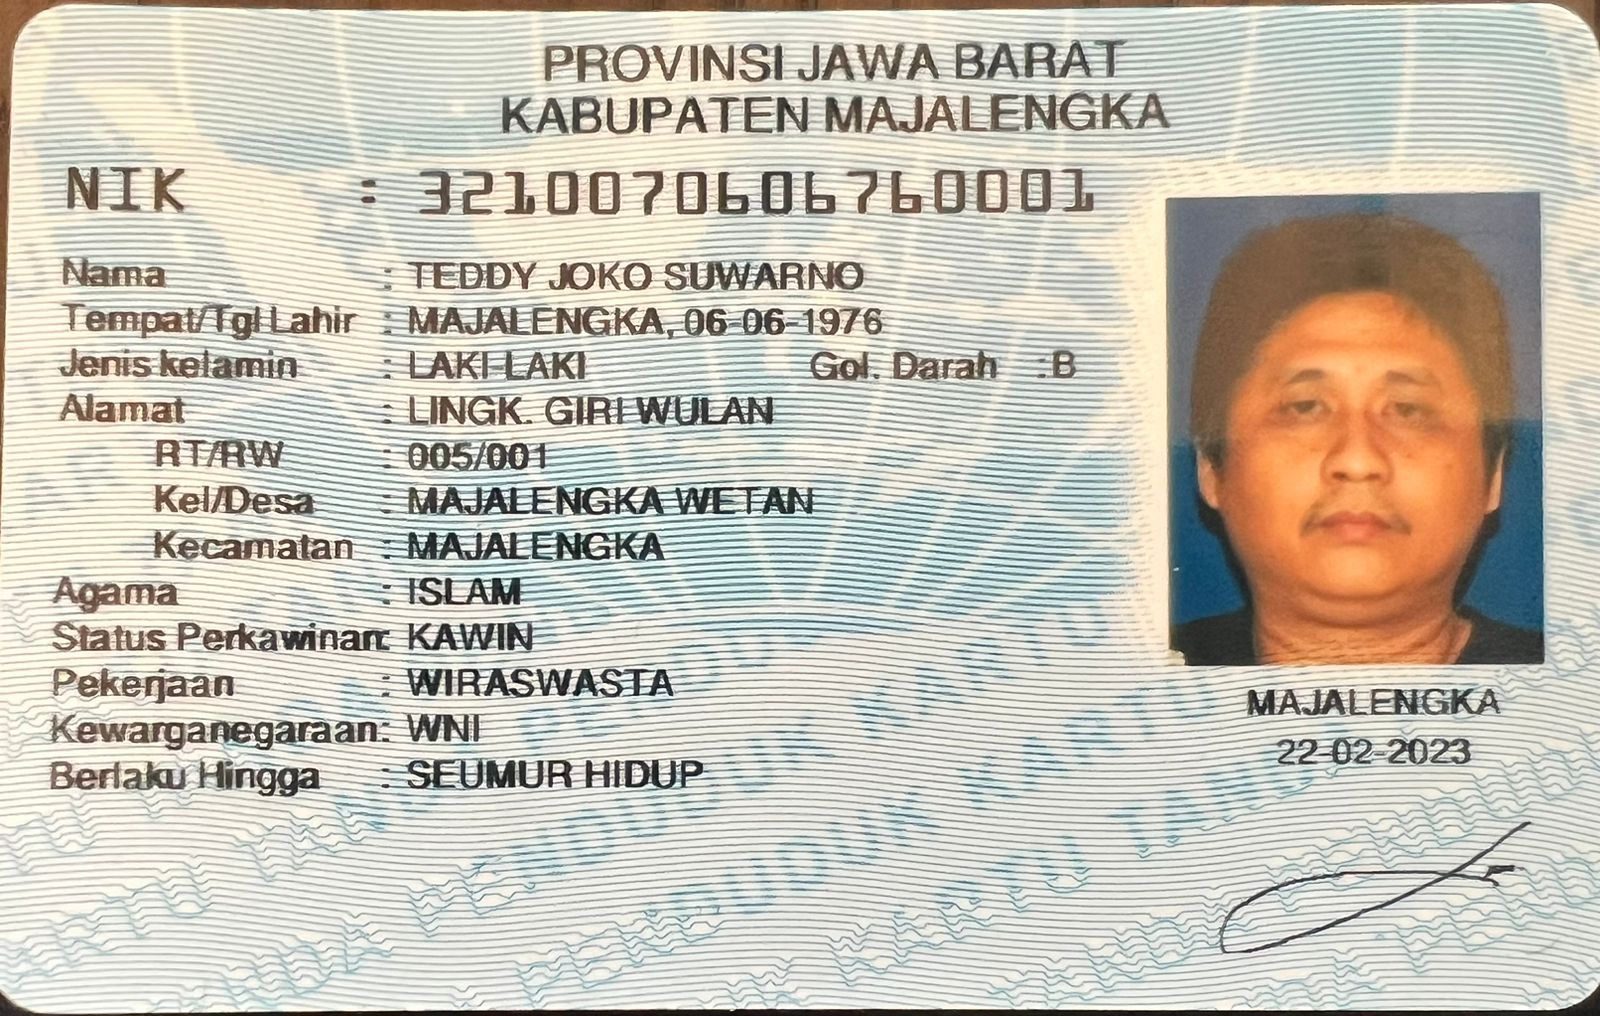 PROVINSI JAWA BARAT
KABUPATEN MAJALENGKA
NIK : 3210070606760001
Nama : TEDDY JOKO SUWARNO
Tempat/Tgl Lahir : MAJALENGKA, 06-06-1976
Jenis kelamin : LAKI-LAKI Gol. Darah :B
Alamat : LINGK. GIRI WULAN
RT/RW : 005/001
Kel/Desa : MAJALENGKA WETAN
Kecamatan : MAJALENGKA
Agama : ISLAM
Status Perkawinan: KAWIN
Pekerjaan : WIRASWASTA
Kewarganegaraan: WNI
Berlaku Hingga : SEUMUR HIDUP
MAJALENGKA
22-02-2023